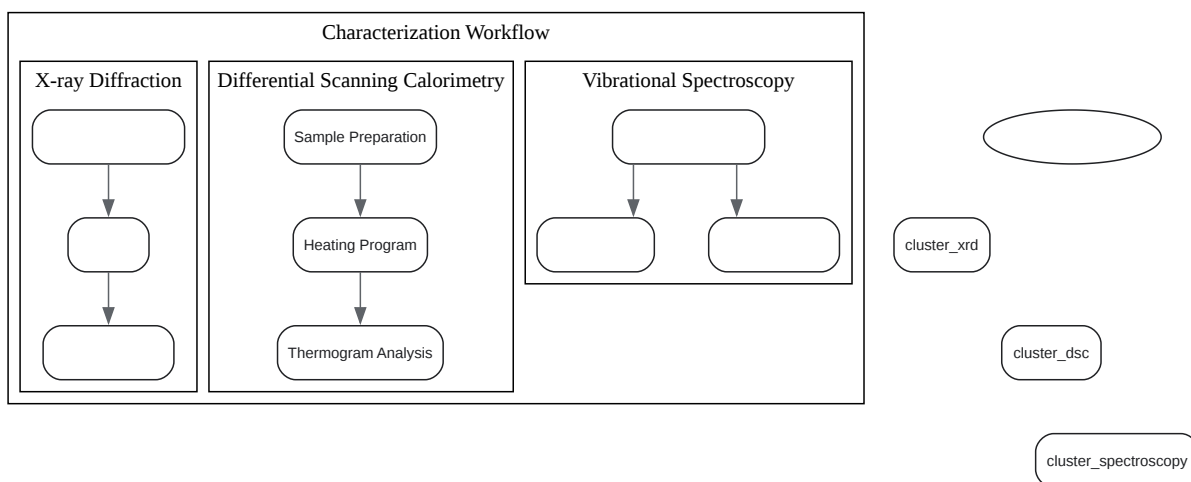 Characterization Workflow
X-ray Diffraction
Differential Scanning Calorimetry
Vibrational Spectroscopy
Sample Preparation
Heating Program
cluster_xrd
Thermogram Analysis
cluster_dsc
cluster_spectroscopy